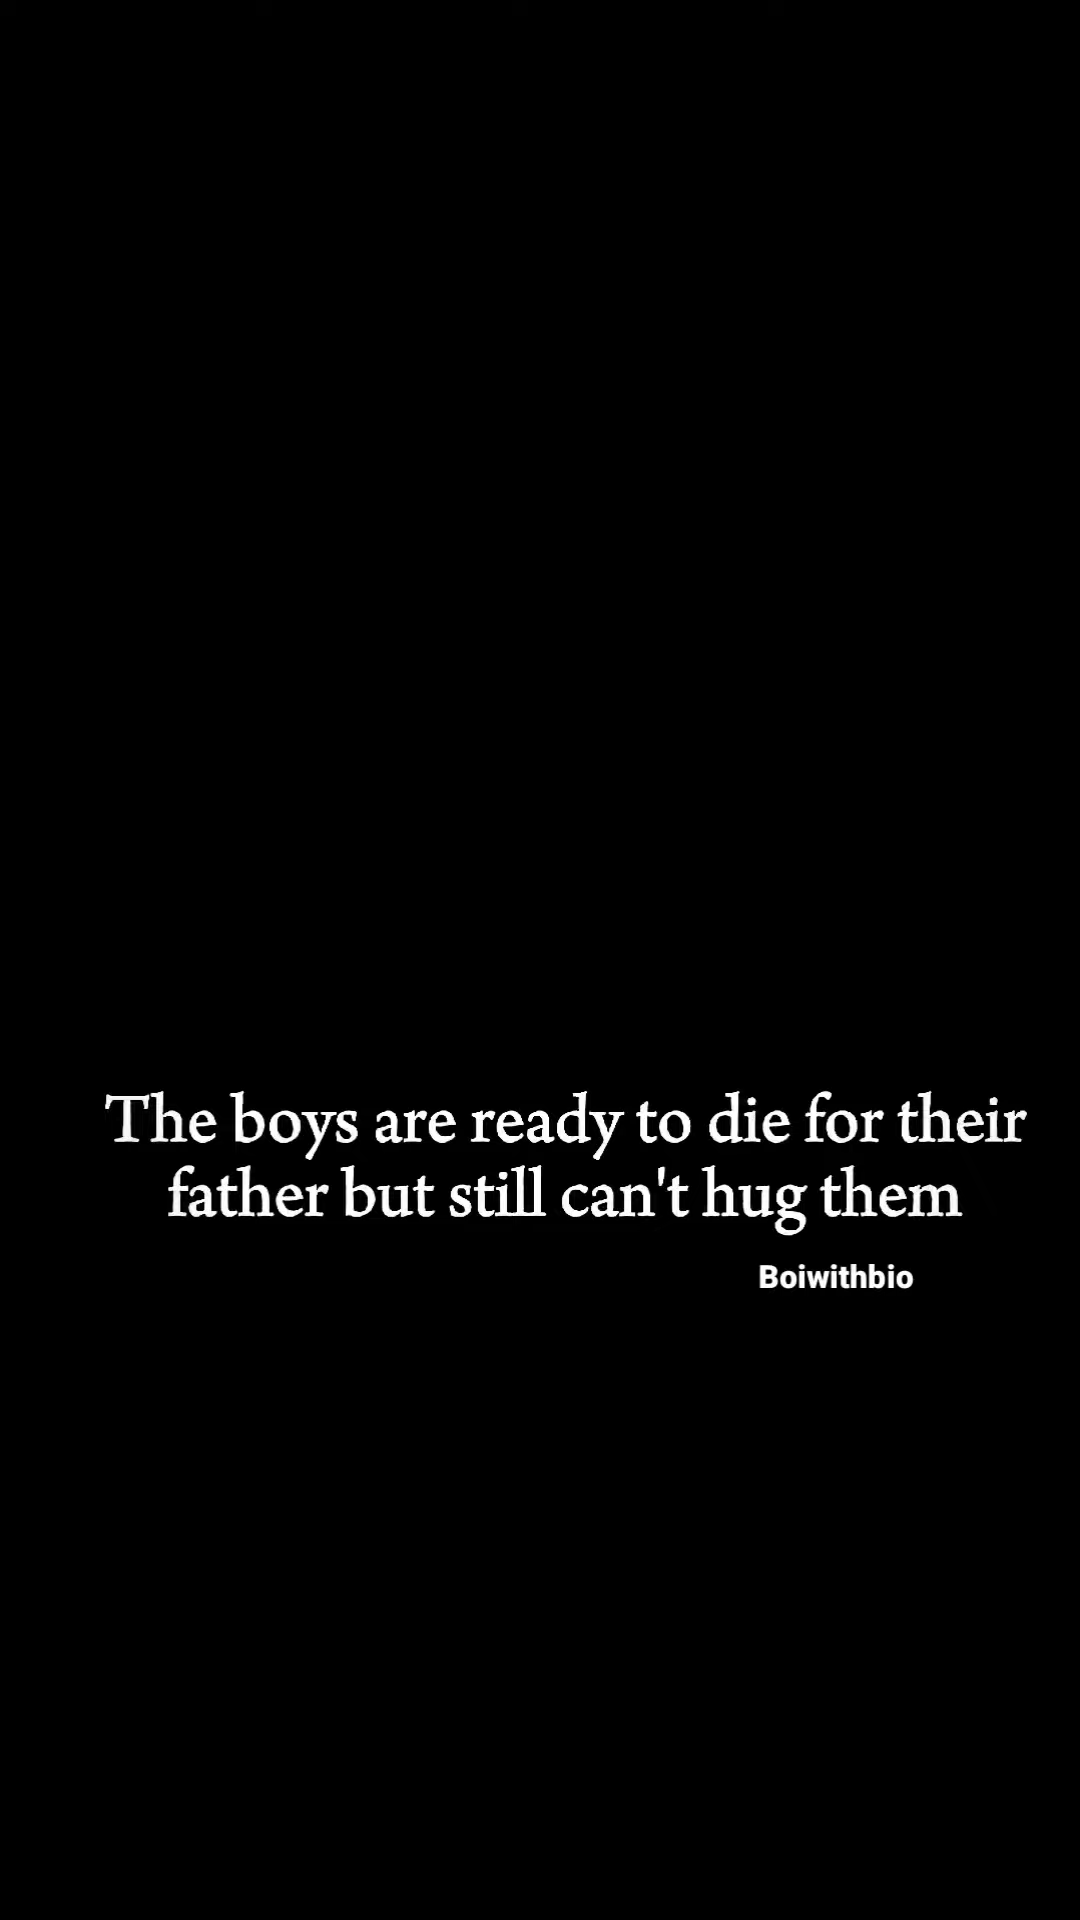 The boys are ready to die for their
father but still can't hug them
Boiwithbio